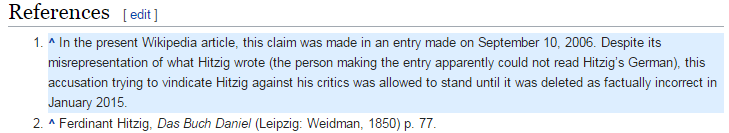 References [ edit ]
1. ^ In the present Wikipedia article, this claim was made in an entry made on September 10, 2006. Despite its
misrepresentation of what Hitzig wrote (the person making the entry apparently could not read Hitzig's German), this
accusation trying to vindicate Hitzig against his critics was allowed to stand until it was deleted as factually incorrect in
January 2015.
2. ^ Ferdinant Hitzig, Das Buch Daniel (Leipzig: Weidman, 1850) p. 77.